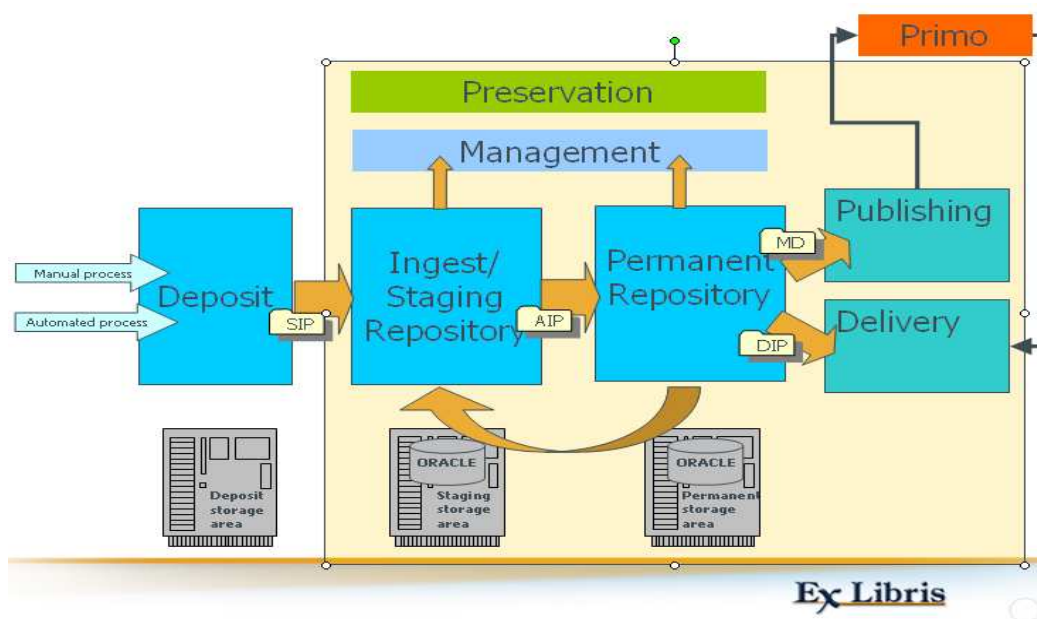 Primo
Preservation
Management
Publishing
MD
Ingest/
Staging
Repository
Permanent
Repository
Manual process
Deposit
Automated process
SIP
AIP
DIP
Delivery
ORACLE
ORACLE
Deposit
storage
area
Staging
storage
area
Permanent
storage
area
Ex Libris